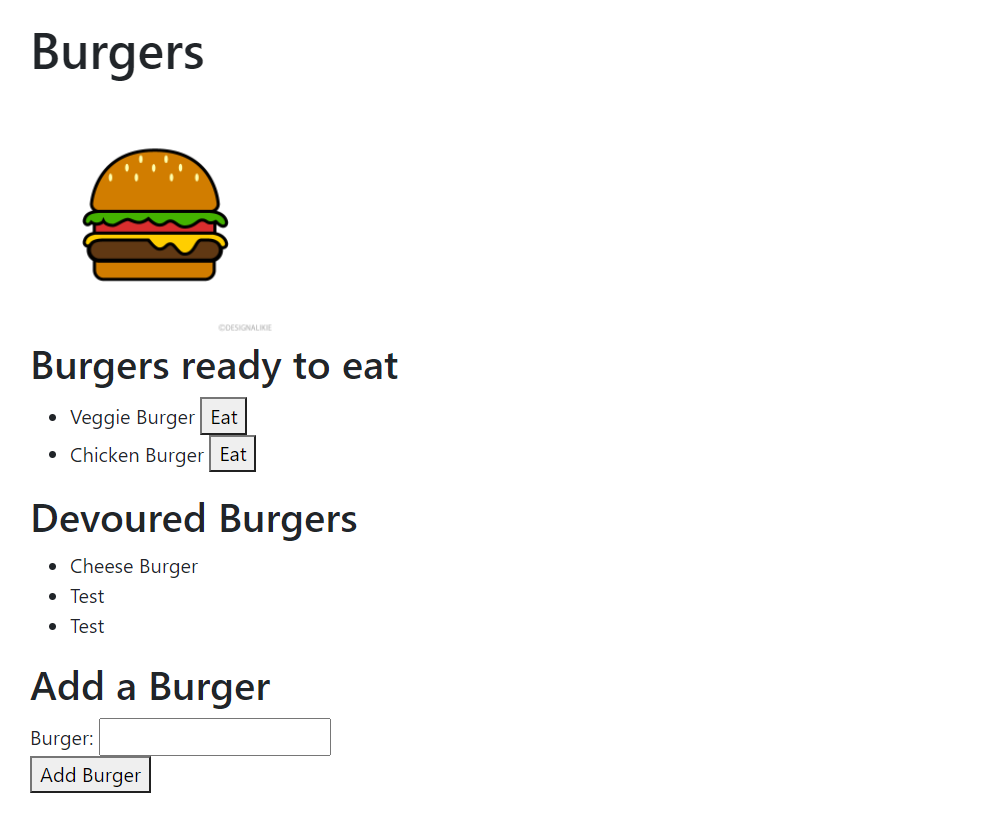 Burgers
©DESIGNALIKIE
Burgers ready to eat
Veggie Burger Eat
Chicken Burger Eat
Devoured Burgers
Cheese Burger
Test
Test
Add a Burger
Burger:
Add Burger